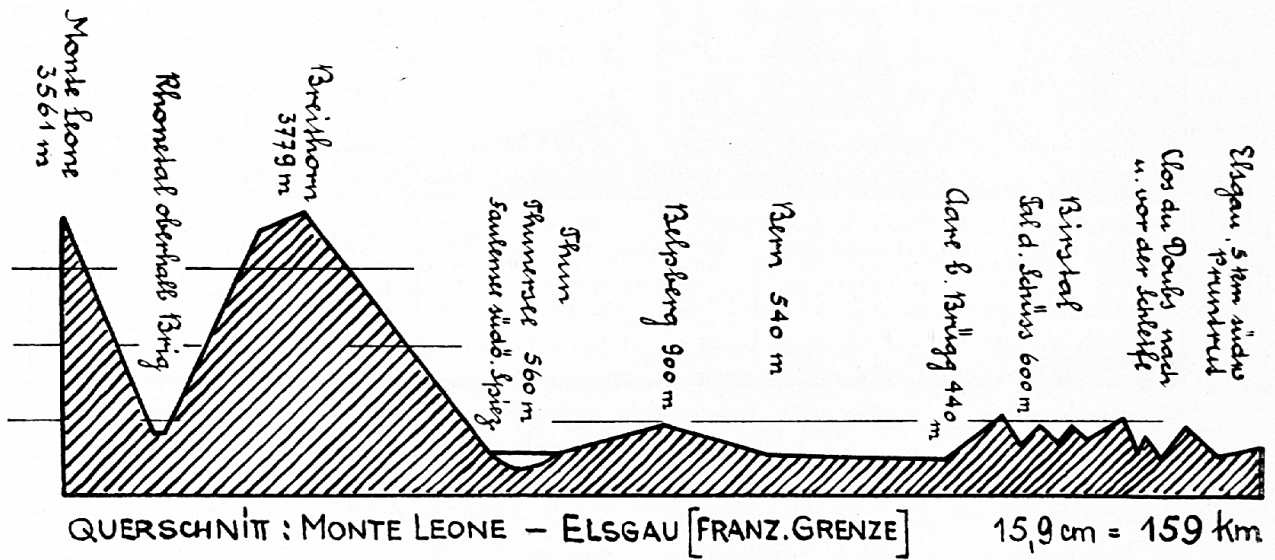 Monte Leone
3561 m
Rhonetal oberhalb Brig
Breithorn
3779 m
Faulensee südö. Spiez
Thunersee 560 m
Thun
Belpberg 900 m
Bern 540 m
Aare b. Brügg 440 m
Tal d. Schüss 600 m
Birstal
Clos du Doubs nach
u. vor der Schleife
Elsgau, 5 km südw
Pruntrut
QUERSCHNITT : MONTE LEONE – ELSGAU [FRANZ. GRENZE]
15,9 cm = 159 km